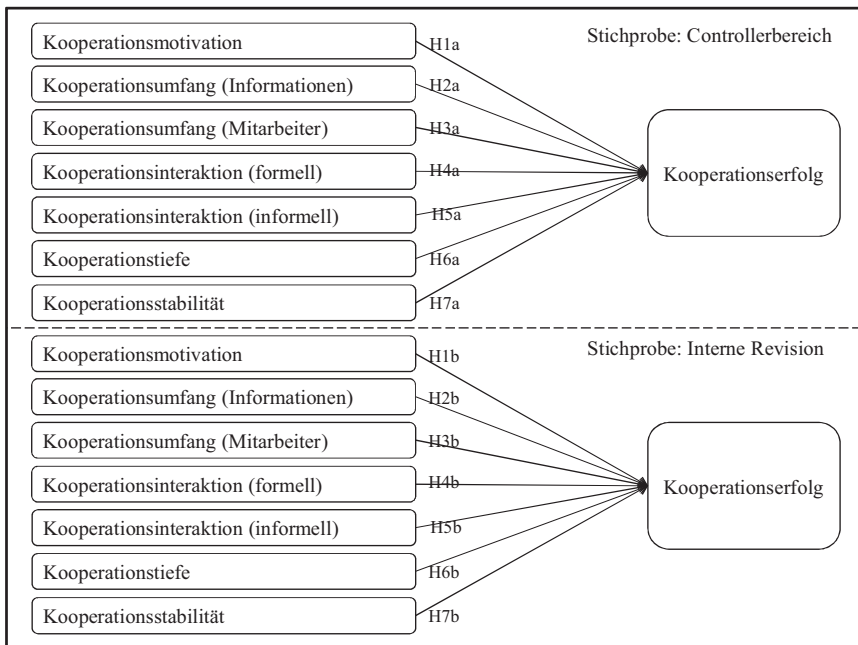 Stichprobe: Controllerbereich
Kooperationsmotivation H1a
Kooperationsumfang (Informationen) H2a
Kooperationsumfang (Mitarbeiter) H3a
Kooperationsinteraktion (formell) H4a
Kooperationserfolg
Kooperationsinteraktion (informell) H5a
Kooperationstiefe H6a
Kooperationsstabilität H7a
Stichprobe: Interne Revision
Kooperationsmotivation H1b
Kooperationsumfang (Informationen) H2b
Kooperationsumfang (Mitarbeiter) H3b
Kooperationsinteraktion (formell) H4b
Kooperationserfolg
Kooperationsinteraktion (informell) H5b
Kooperationstiefe H6b
Kooperationsstabilität H7b